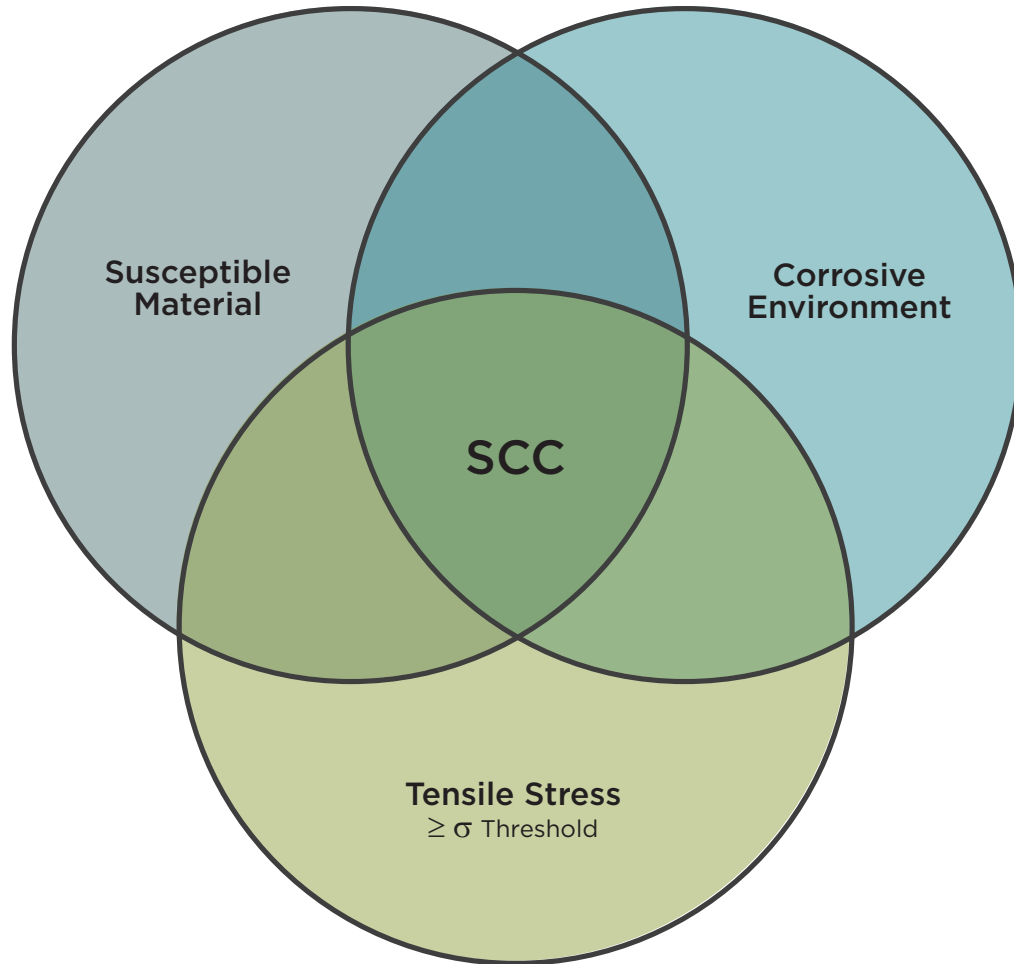 Susceptible
Material
Corrosive
Environment
SCC
Tensile Stress
≥ σ Threshold